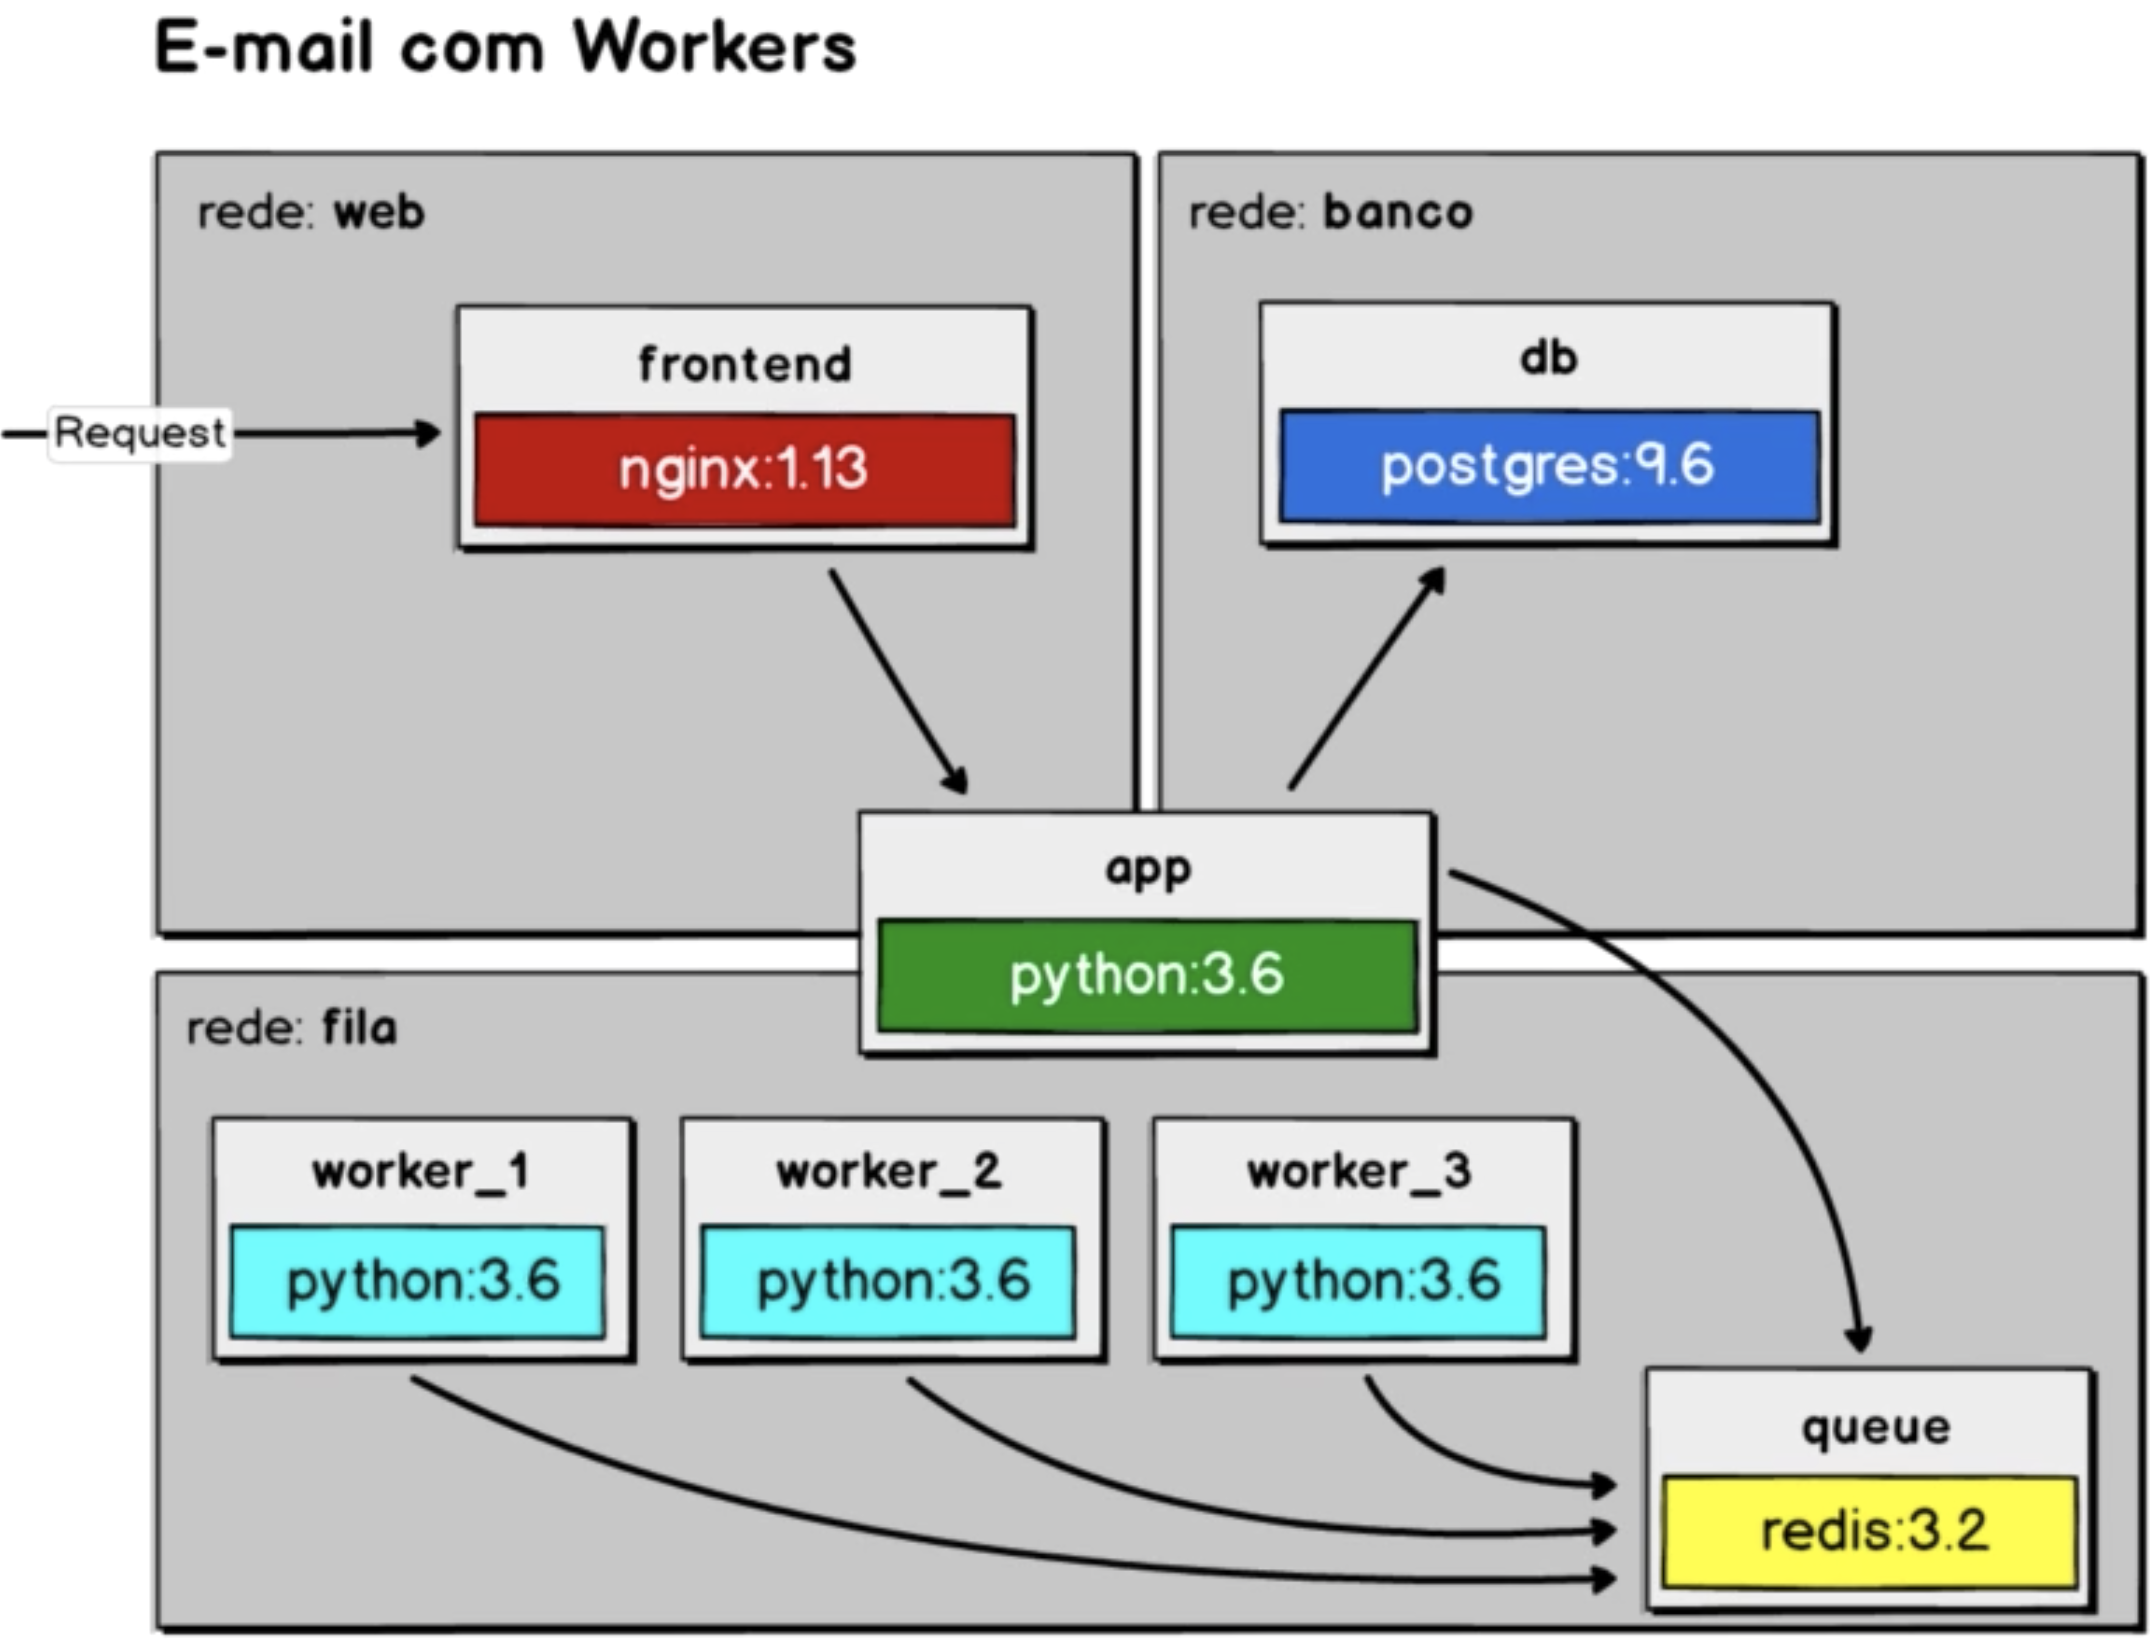 E-mail com Workers
rede: web
rede: banco
frontend
nginx:1.13
db
postgres:9.6
Request
app
python:3.6
rede: fila
worker_1
python:3.6
worker_2
python:3.6
worker_3
python:3.6
queue
redis:3.2